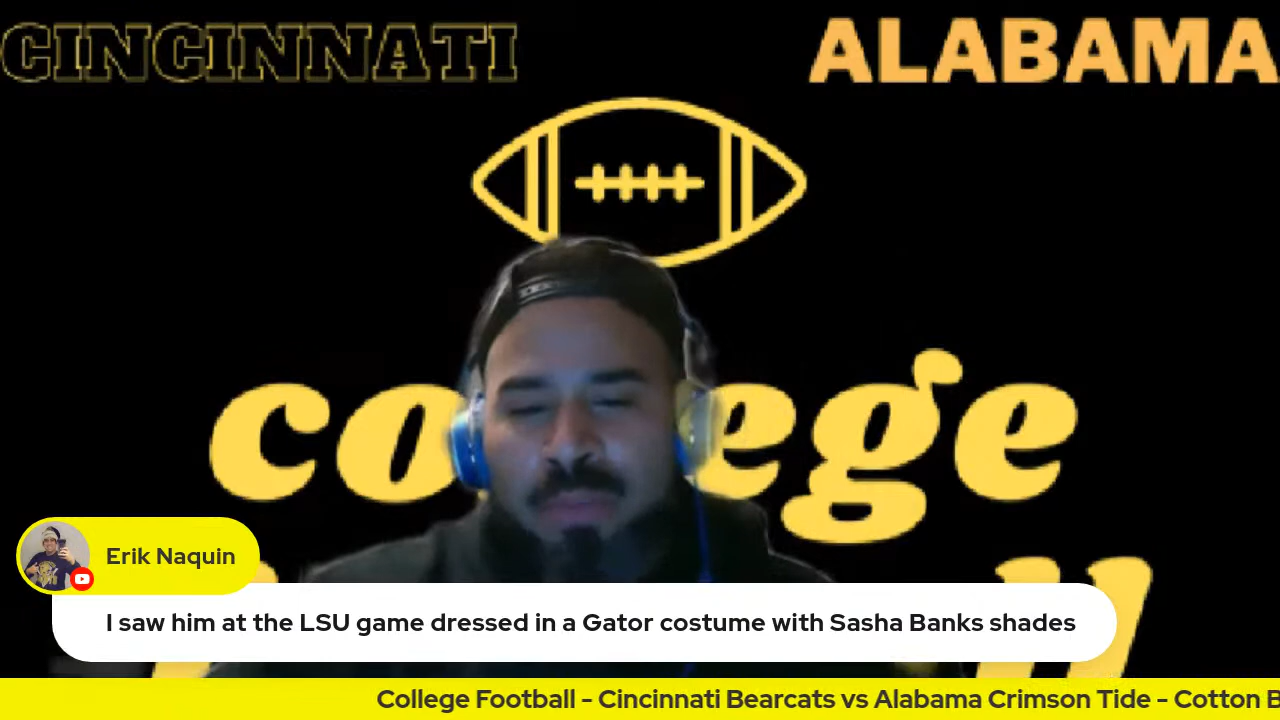 CINCINNATI
ALABAMA
co ege
ll
Erik Naquin
I saw him at the LSU game dressed in a Gator costume with Sasha Banks shades
College Football - Cincinnati Bearcats vs Alabama Crimson Tide - Cotton B